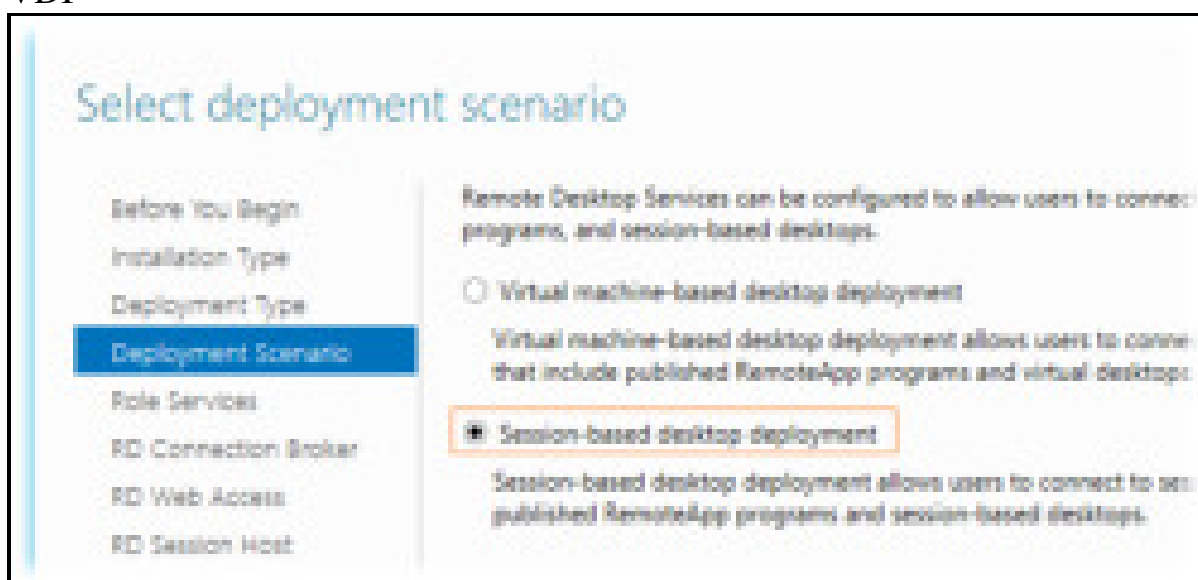 Select deployment scenario
Before You Begin
Installation Type
Deployment Type
Deployment Scenario
Role Services
RD Connection Broker
RD Web Access
RD Session Host
Remote Desktop Services can be configured to allow users to connec
programs, and session-based desktops.
Virtual machine-based desktop deployment
Virtual machine-based desktop deployment allows users to conne
that include published RemoteApp programs and virtual desktops
Session-based desktop deployment
Session-based desktop deployment allows users to connect to ses
published RemoteApp programs and session-based desktops.